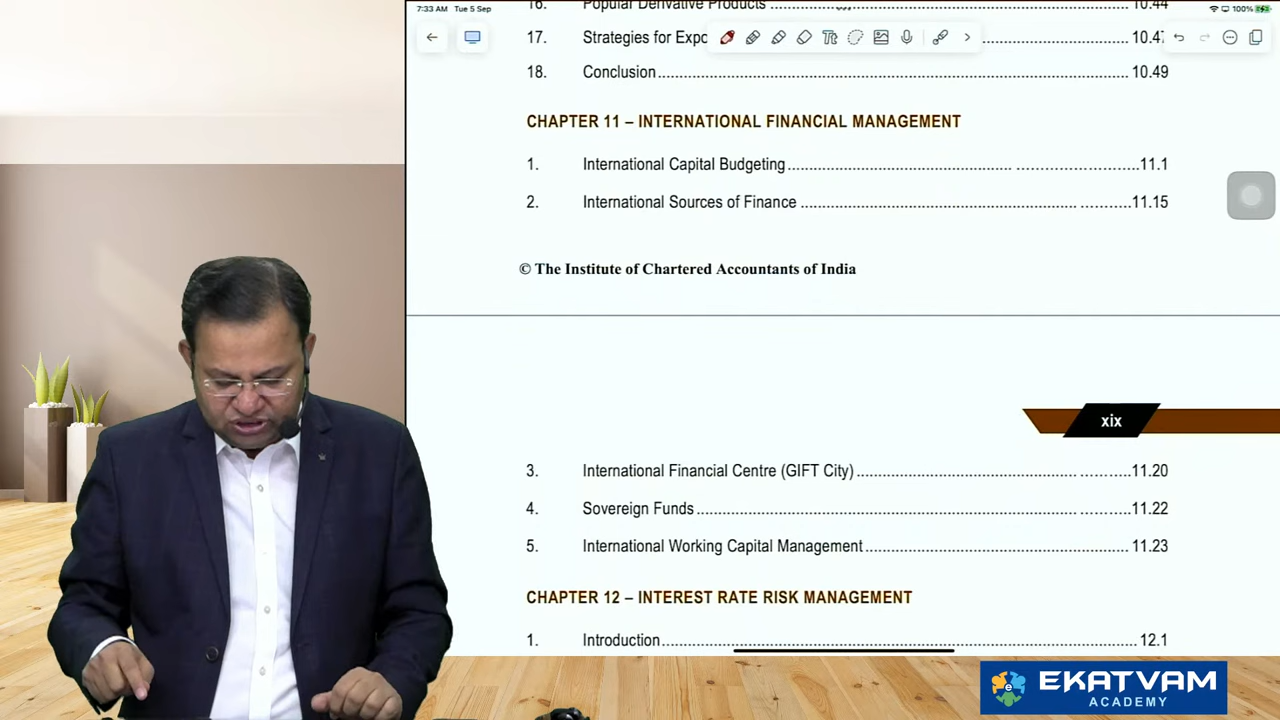 7:33 AM Tue 5 Sep
100%
16. Popular Derivative Products ........ 10.44
17. Strategies for Expo ........ 10.47
18. Conclusion ........ 10.49
CHAPTER 11 – INTERNATIONAL FINANCIAL MANAGEMENT
1. International Capital Budgeting ........ 11.1
2. International Sources of Finance ........ 11.15
© The Institute of Chartered Accountants of India
xix
3. International Financial Centre (GIFT City) ........ 11.20
4. Sovereign Funds ........ 11.22
5. International Working Capital Management ........ 11.23
CHAPTER 12 – INTEREST RATE RISK MANAGEMENT
1. Introduction ........ 12.1
EKATVAM
ACADEMY